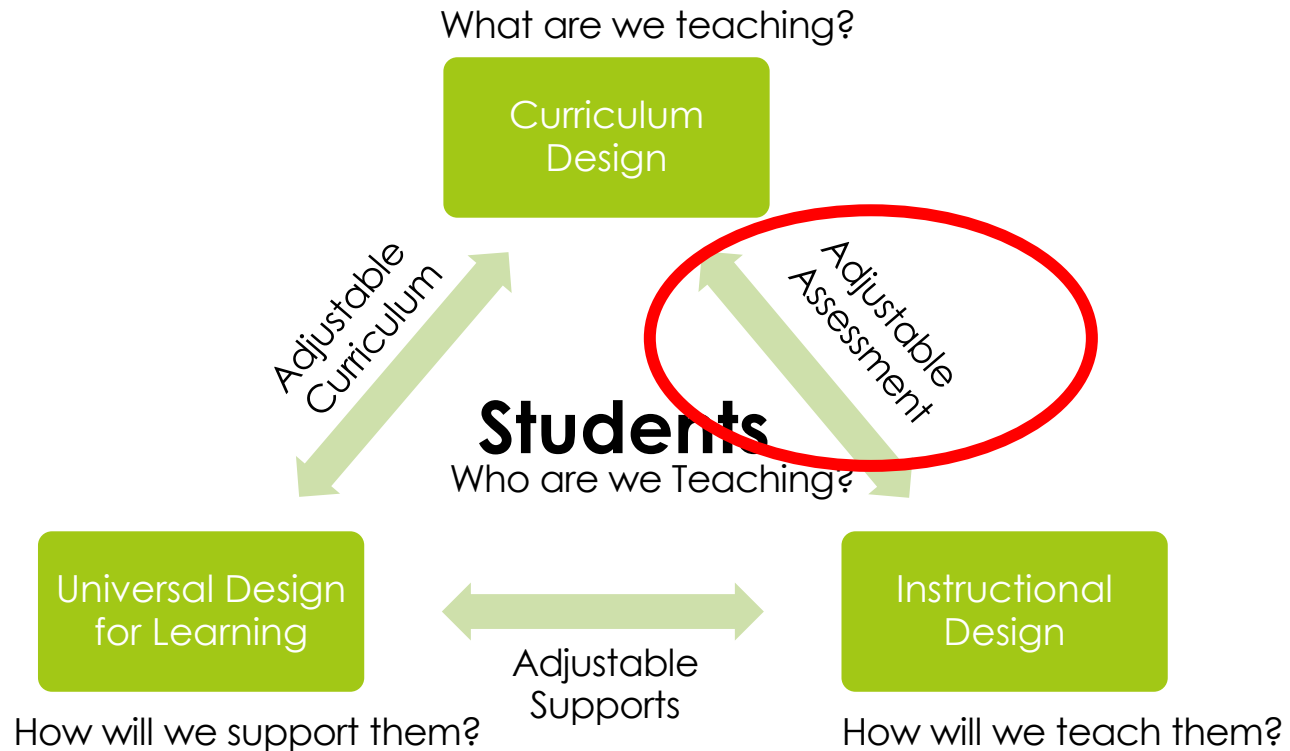 What are we teaching?
Curriculum
Design
Adjustable
Curriculum
Adjustable
Assessment
Students
Who are we Teaching?
Universal Design
for Learning
Adjustable
Supports
Instructional
Design
How will we support them?
How will we teach them?